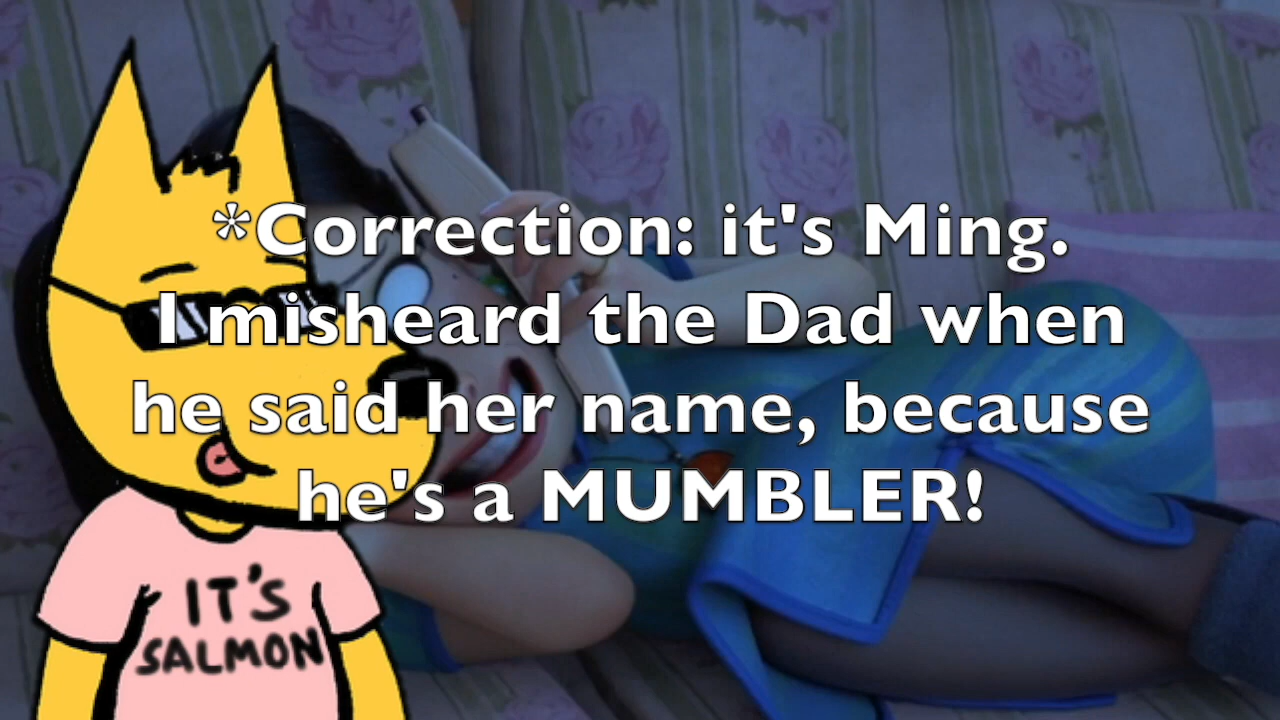 *Correction: it's Ming.
I misheard the Dad when
he said her name, because
he's a MUMBLER!
IT'S
SALMON